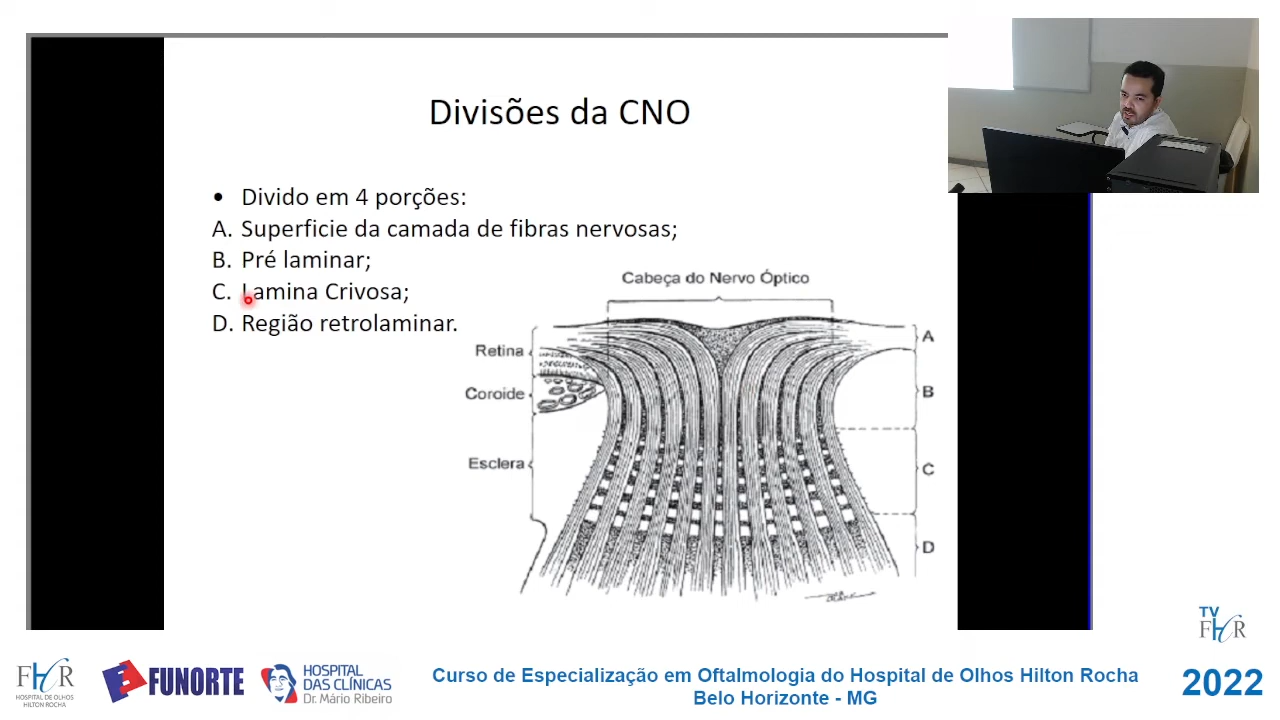 Divisões da CNO
• Divido em 4 porções:
A. Superficie da camada de fibras nervosas;
B. Pré laminar;
C. Lamina Crivosa;
D. Região retrolaminar.
Cabeça do Nervo Óptico
Retina
Coroide
Esclera
A
B
C
D
TV
FHR
FHR
HOSPITAL DE OLHOS
HILTON ROCHA
FUNORTE
HOSPITAL
DAS CLÍNICAS
Dr. Mário Ribeiro
Curso de Especialização em Oftalmologia do Hospital de Olhos Hilton Rocha
Belo Horizonte - MG
2022